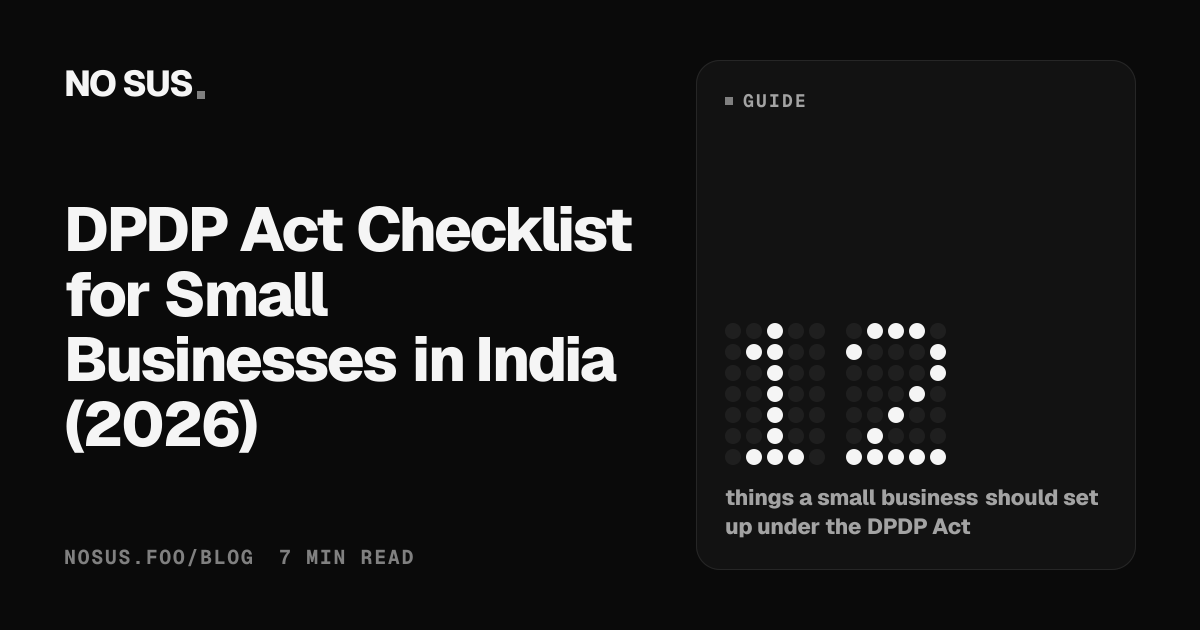 NO SUS.
DPDP Act Checklist
for Small
Businesses in India
(2026)
NOSUS.FOO/BLOG 7 MIN READ
GUIDE
12
things a small business should set
up under the DPDP Act